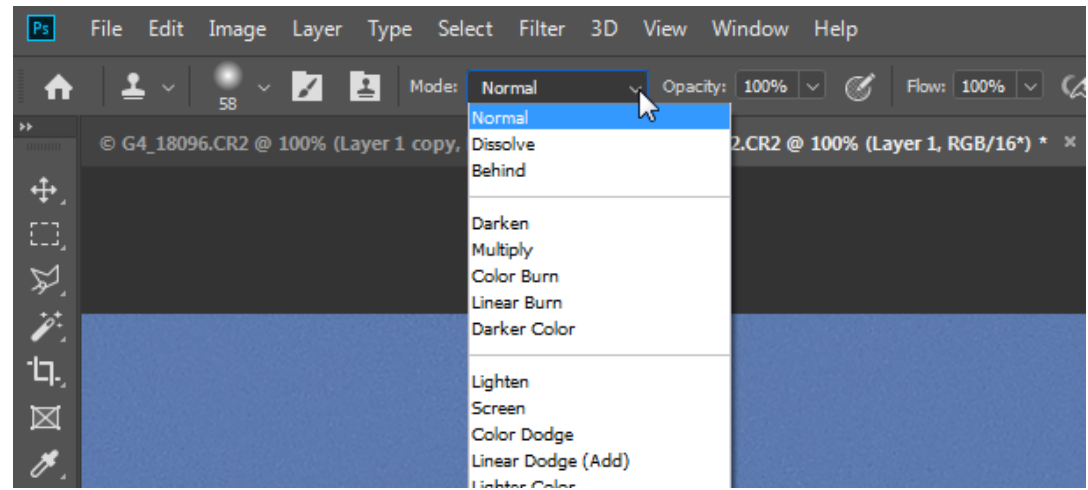 Ps File Edit Image Layer Type Select Filter 3D View Window Help
58 Mode: Normal Opacity: 100% Flow: 100%
© G4_18096.CR2 @ 100% (Layer 1 copy, 2.CR2 @ 100% (Layer 1, RGB/16*) * ×
Normal
Dissolve
Behind
Darken
Multiply
Color Burn
Linear Burn
Darker Color
Lighten
Screen
Color Dodge
Linear Dodge (Add)
Lighter Color